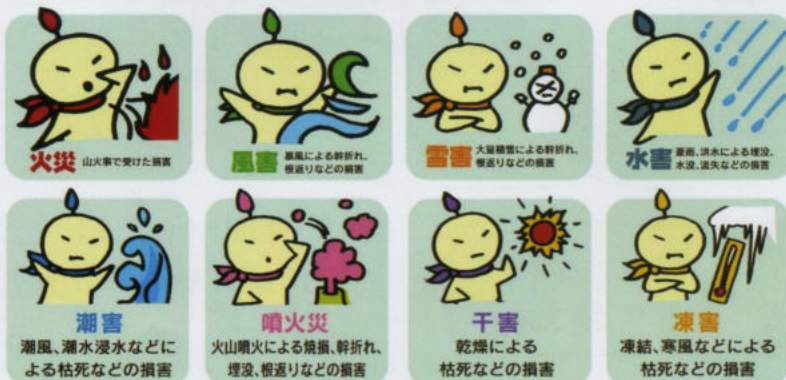 火災 山火事で受けた損害
風害 暴風による幹折れ、
根返りなどの損害
雪害 大量積雪による幹折れ、
根返りなどの損害
水害 豪雨、洪水による埋没、
水没、流失などの損害
潮害
潮風、潮水浸水などに
よる枯死などの損害
噴火災
火山噴火による焼損、幹折れ、
埋没、根返りなどの損害
干害
乾燥による
枯死などの損害
凍害
凍結、寒風などによる
枯死などの損害